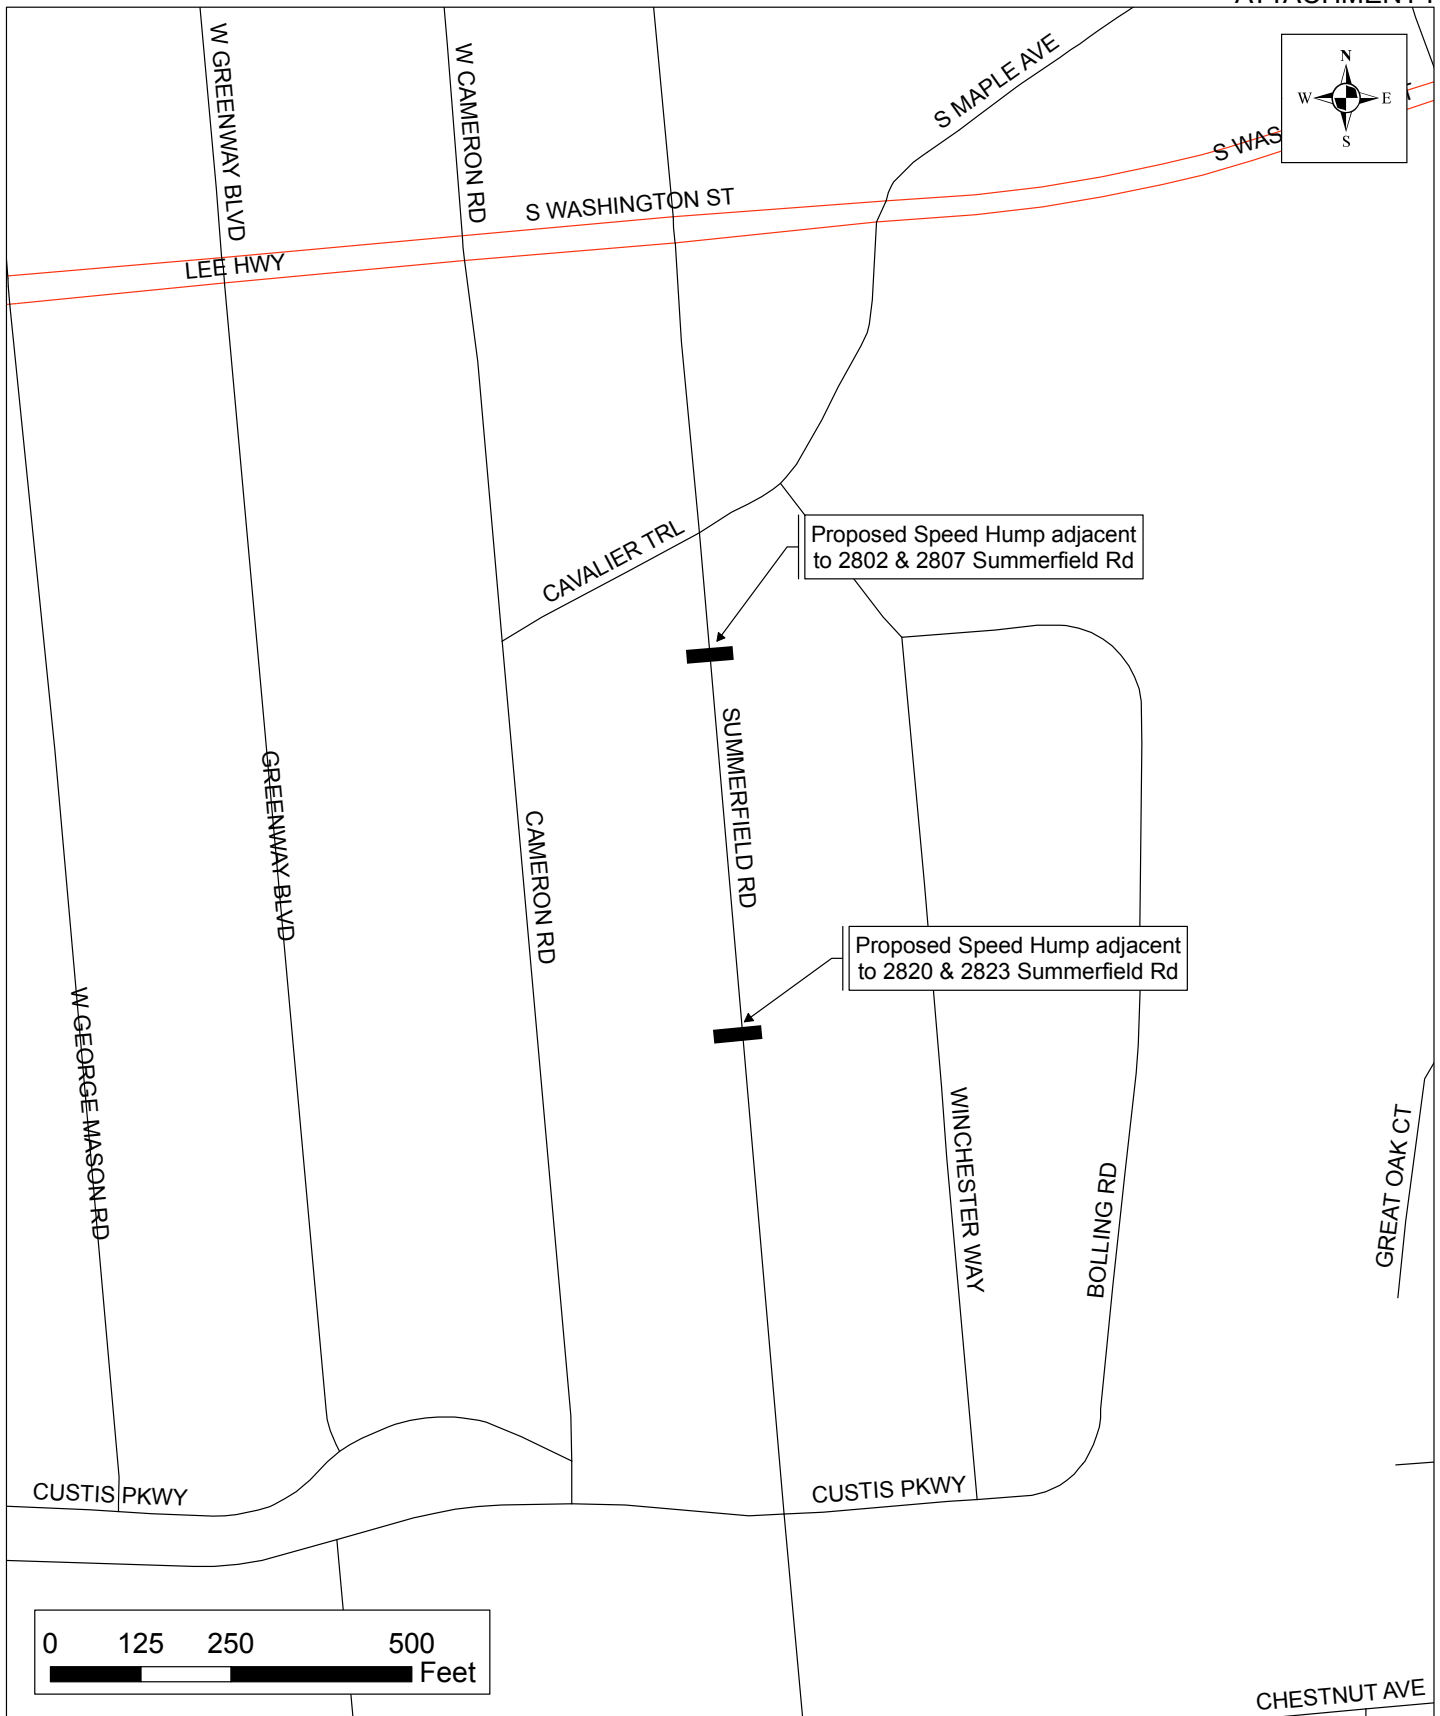 N
W E
S
W GREENWAY BLVD
W CAMERON RD
S MAPLE AVE
S WASHINGTON ST
S WAS
LEE HWY
CAVALIER TRL
Proposed Speed Hump adjacent
to 2802 & 2807 Summerfield Rd
SUMMERFIELD RD
GREENWAY BLVD
CAMERON RD
Proposed Speed Hump adjacent
to 2820 & 2823 Summerfield Rd
W GEORGE MASON RD
WINCHESTER WAY
BOLLING RD
GREAT OAK CT
CUSTIS PKWY
CUSTIS PKWY
0 125 250 500
Feet
CHESTNUT AVE